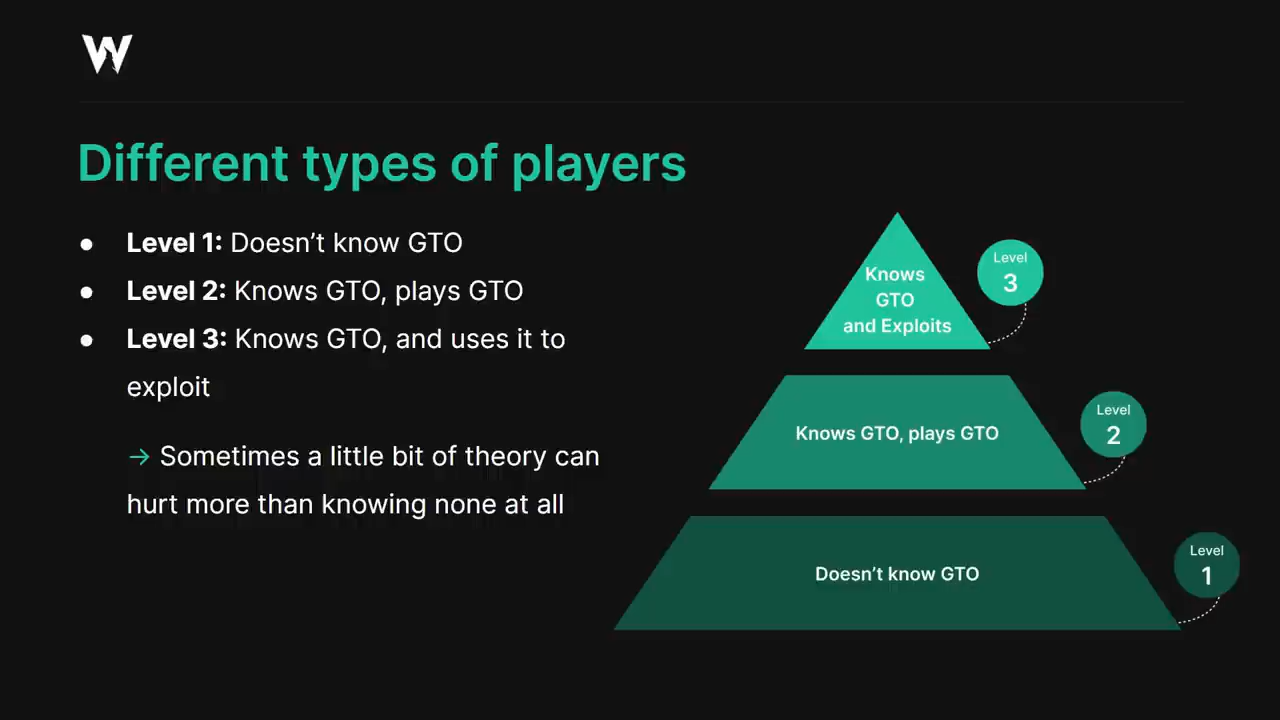 W
Different types of players
● Level 1: Doesn’t know GTO
● Level 2: Knows GTO, plays GTO
● Level 3: Knows GTO, and uses it to
exploit
→ Sometimes a little bit of theory can
hurt more than knowing none at all
Knows
GTO
and Exploits
Level
3
Knows GTO, plays GTO
Level
2
Doesn’t know GTO
Level
1